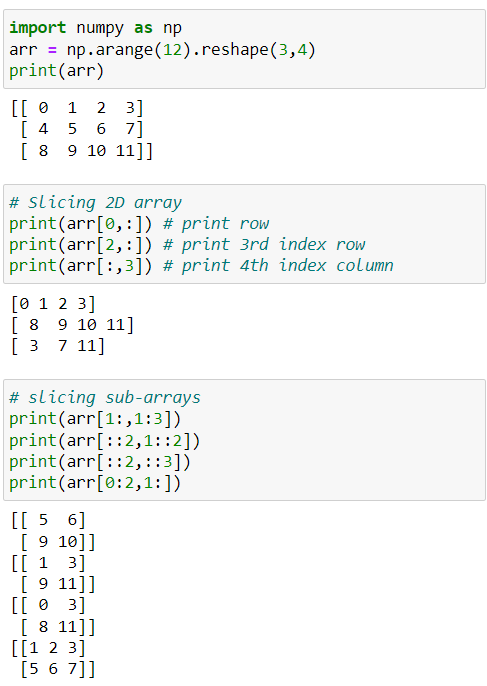 import numpy as np
arr = np.arange(12).reshape(3,4)
print(arr)
[[ 0  1  2  3]
 [ 4  5  6  7]
 [ 8  9 10 11]]
# Slicing 2D array
print(arr[0,:]) # print row
print(arr[2,:]) # print 3rd index row
print(arr[:,3]) # print 4th index column
[0 1 2 3]
[ 8  9 10 11]
[ 3  7 11]
# slicing sub-arrays
print(arr[1:,1:3])
print(arr[::2,1::2])
print(arr[::2,::3])
print(arr[0:2,1:])
[[ 5  6]
 [ 9 10]]
[[ 1  3]
 [ 9 11]]
[[ 0  3]
 [ 8 11]]
[[1 2 3]
 [5 6 7]]